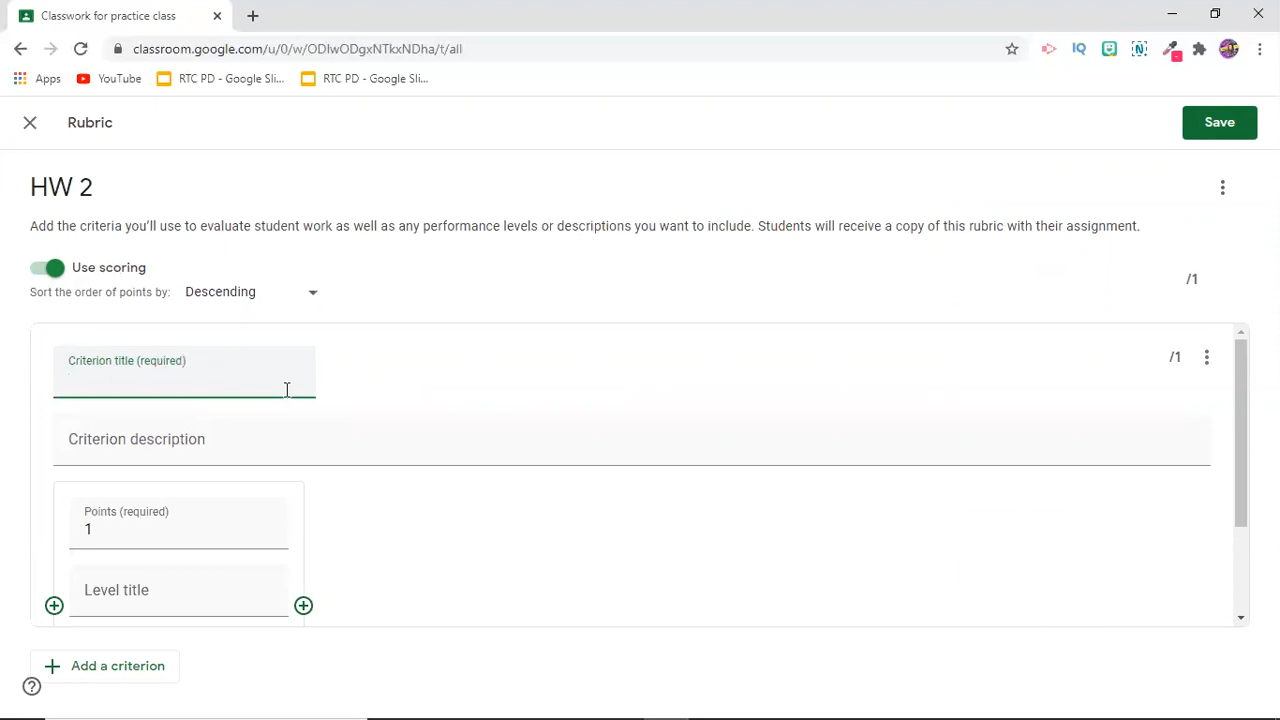 Classwork for practice class
classroom.google.com/u/0/w/ODIwODgxNTkxNDha/t/all
Apps YouTube RTC PD - Google Sli... RTC PD - Google Sli...
Rubric
Save
HW 2
Add the criteria you'll use to evaluate student work as well as any performance levels or descriptions you want to include. Students will receive a copy of this rubric with their assignment.
Use scoring
Sort the order of points by: Descending
/1
Criterion title (required)
/1
Criterion description
Points (required)
1
Level title
Add a criterion